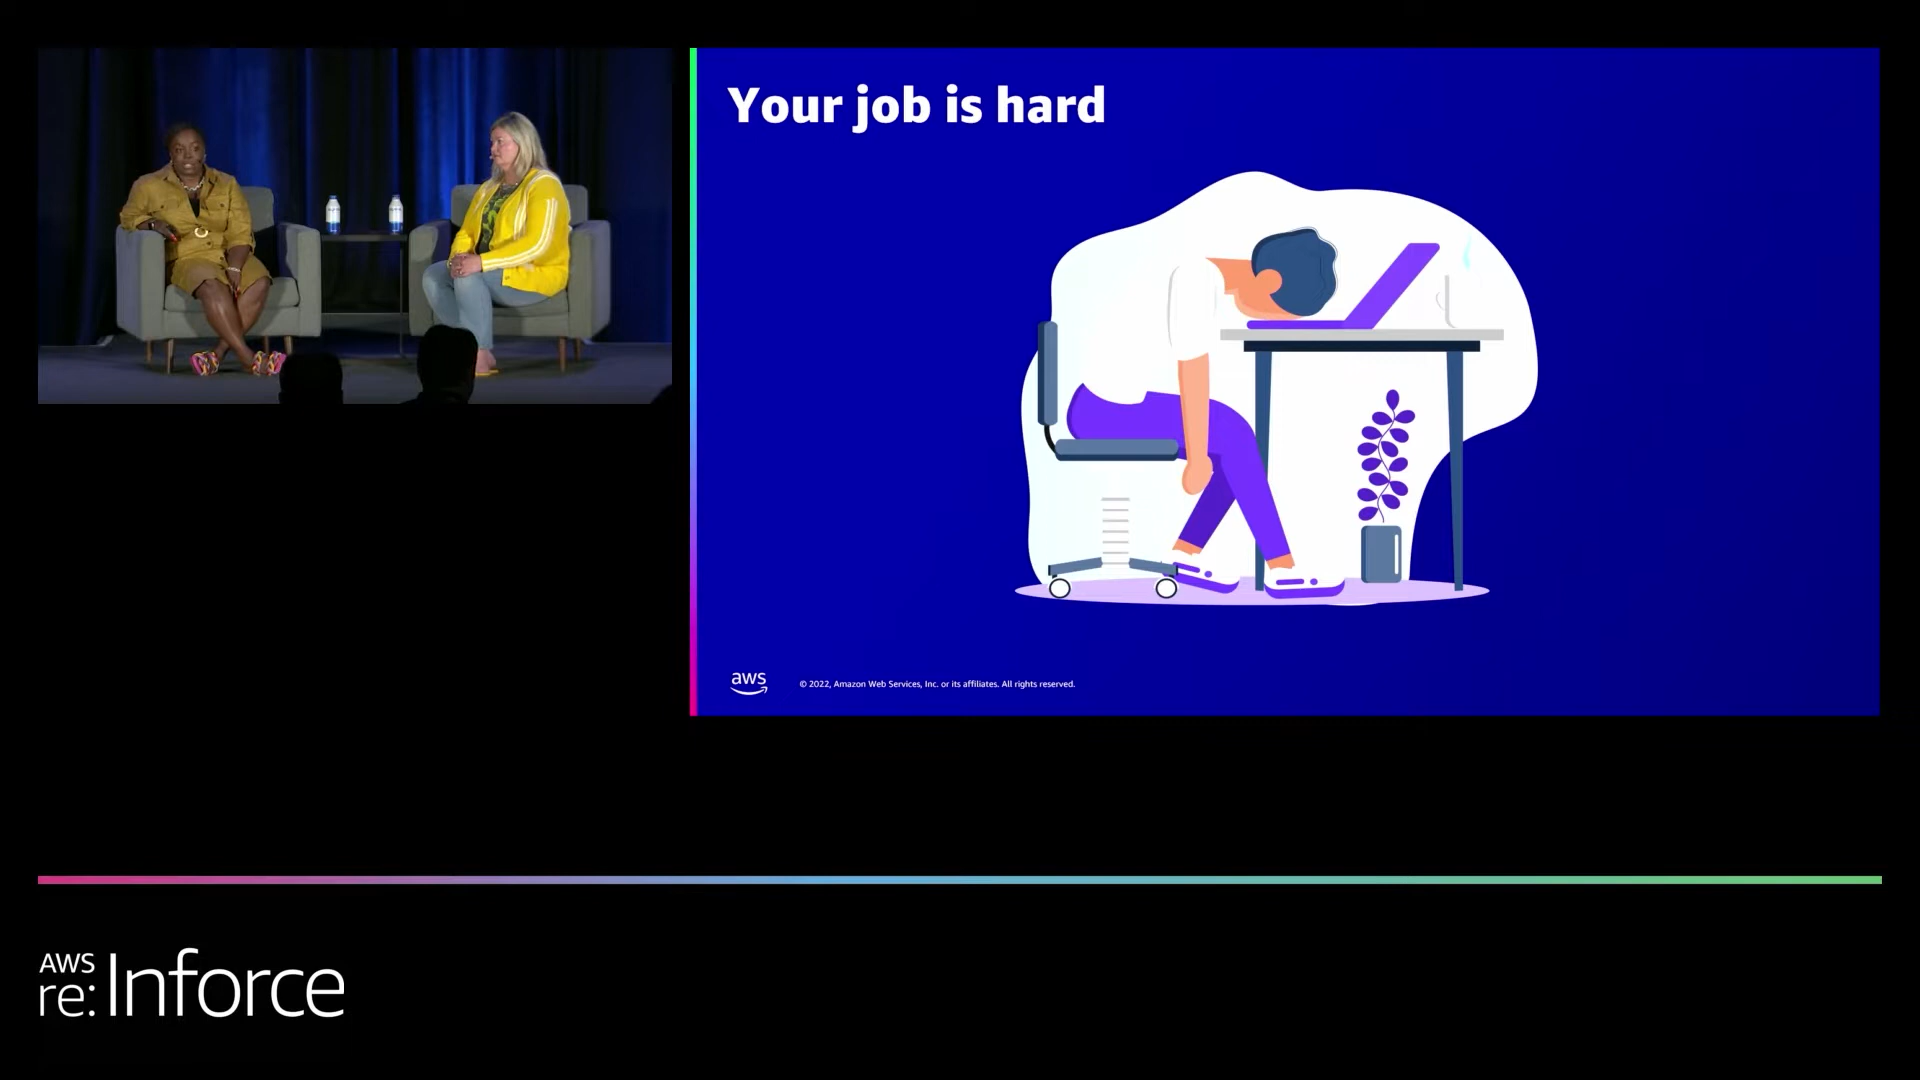 Your job is hard
aws
© 2022, Amazon Web Services, Inc. or its affiliates. All rights reserved.
AWS
re:Inforce